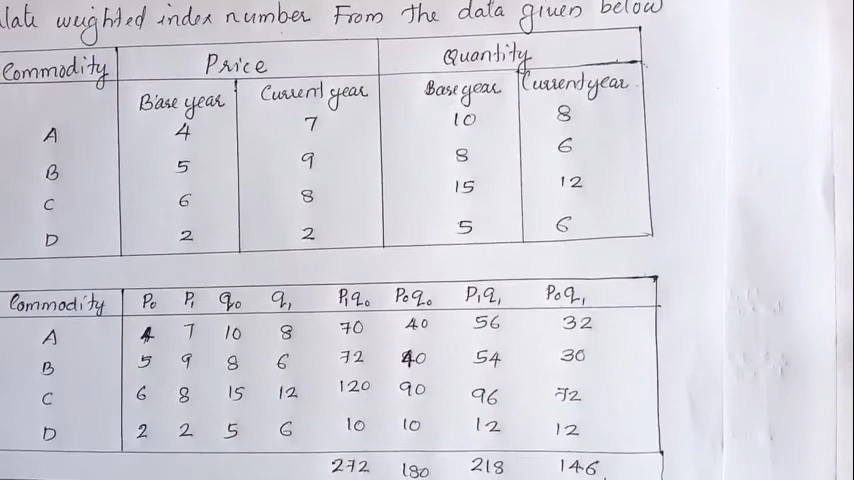 weighted index number From the data given below
Commodity Price Quantity
Base year Current year Base year Current year
A 4 7 10 8
B 5 9 8 6
C 6 8 15 12
D 2 2 5 6
Commodity P₀ P₁ q₀ q₁ P₁q₀ P₀q₀ P₁q₁ P₀q₁
A 4 7 10 8 70 40 56 32
B 5 9 8 6 72 40 54 30
C 6 8 15 12 120 90 96 72
D 2 2 5 6 10 10 12 12
272 180 218 146